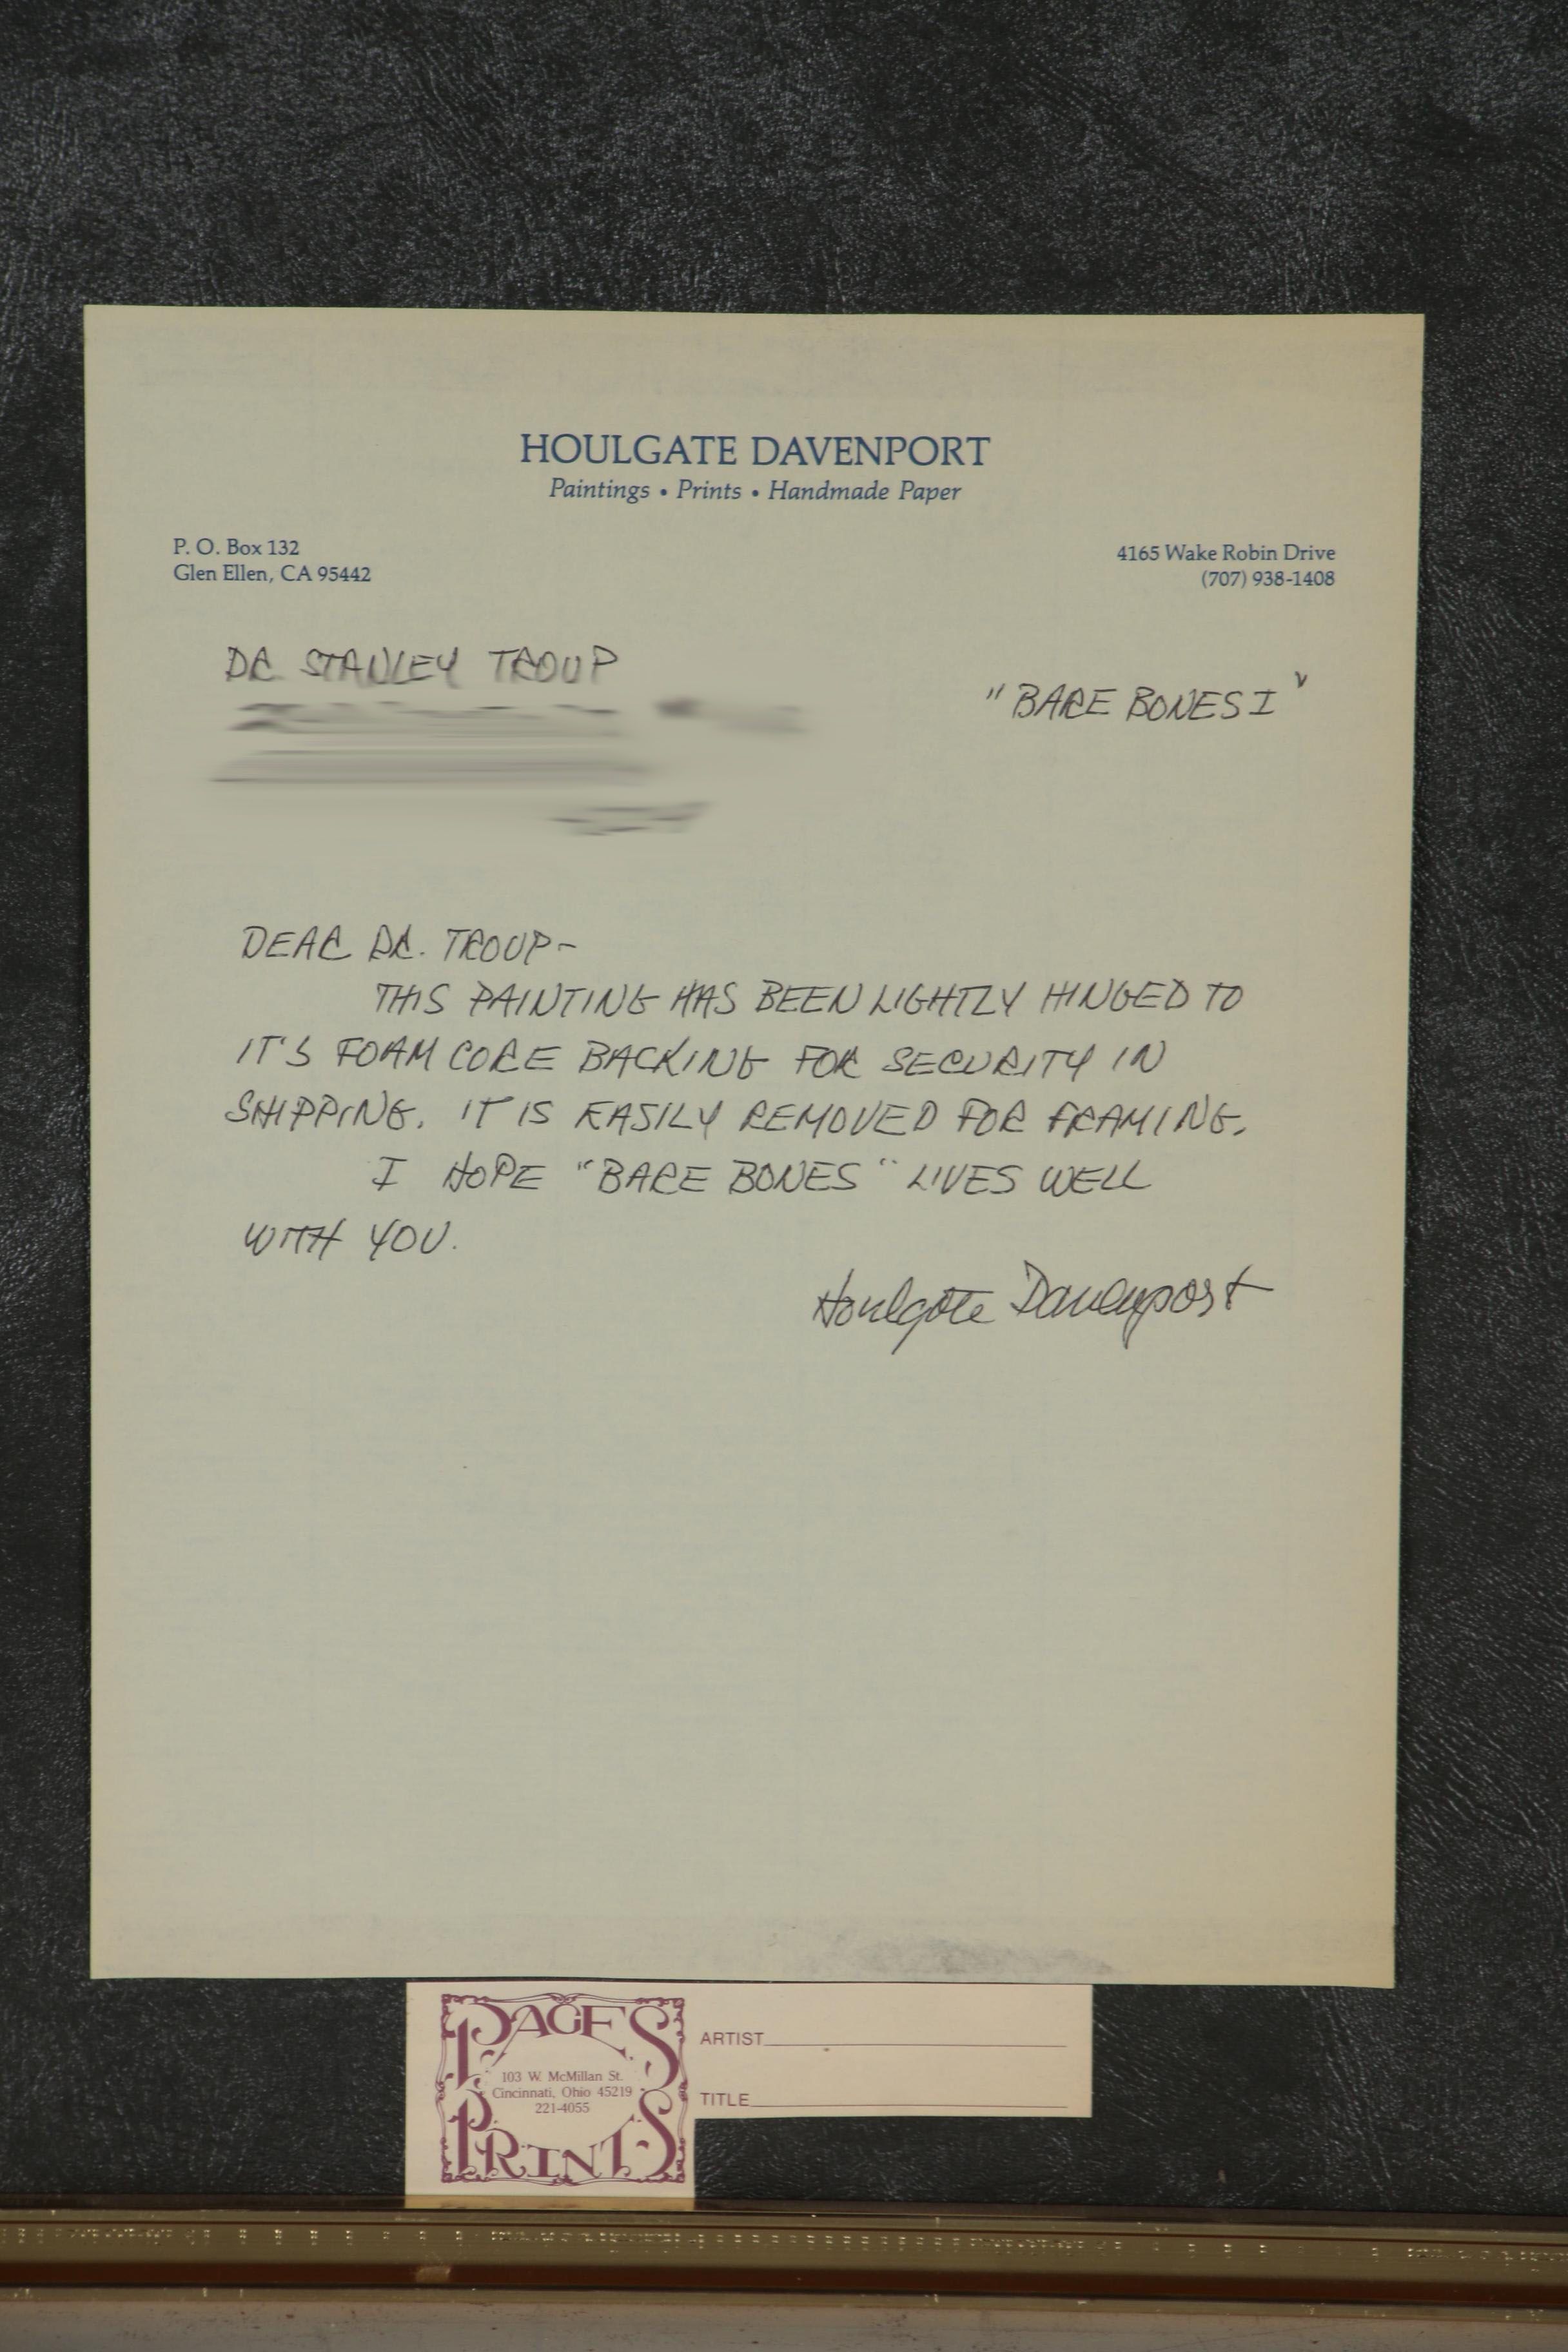 HOULGATE DAVENPORT
Paintings • Prints • Handmade Paper
P. O. Box 132
Glen Ellen, CA 95442
4165 Wake Robin Drive
(707) 938-1408
DR. STANLEY TROUP
"BARE BONES I"
DEAR DR. TROUP-
THIS PAINTING HAS BEEN LIGHTLY HINGED TO
IT'S FOAM CORE BACKING FOR SECURITY IN
SHIPPING. IT IS EASILY REMOVED FOR FRAMING.
I HOPE "BARE BONES" LIVES WELL
WITH YOU.
Houlgate Davenport
PAGES
103 W. McMillan St.
Cincinnati, Ohio 45219
221-4055
PRINTS
ARTIST
TITLE